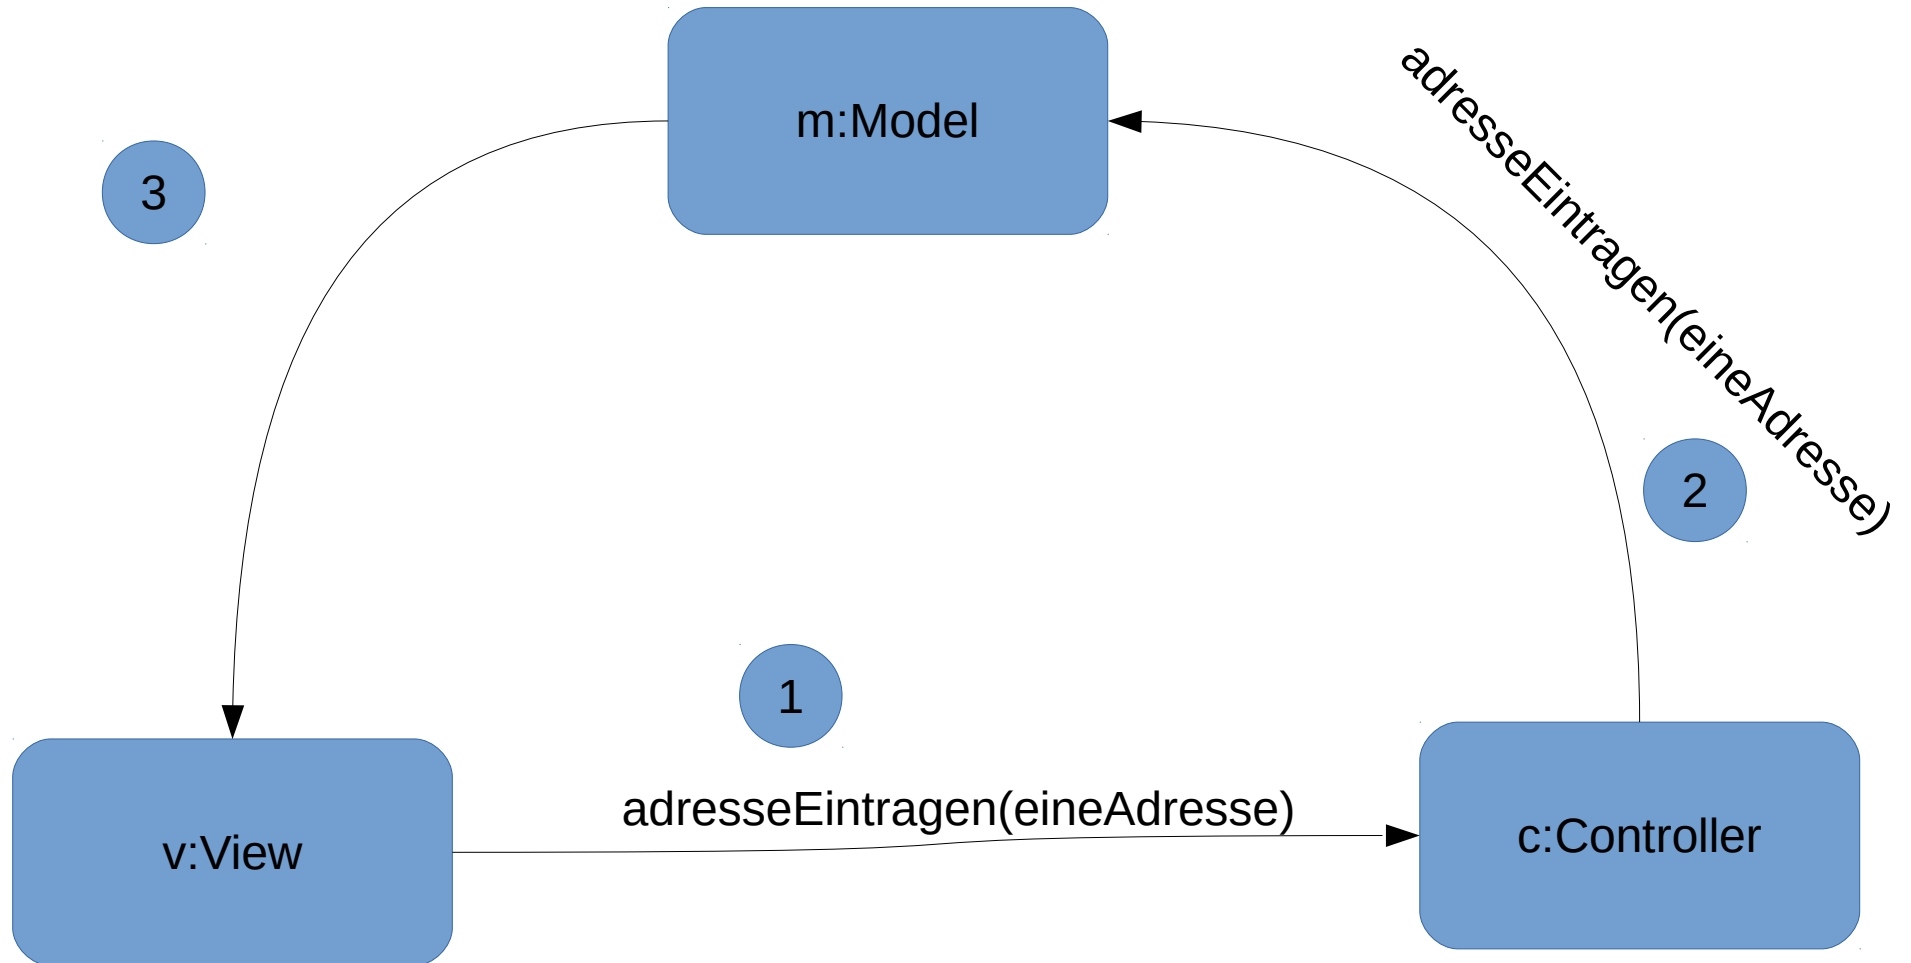 m:Model
adresseEintragen(eineAdresse)
3
2
1
adresseEintragen(eineAdresse)
v:View
c:Controller